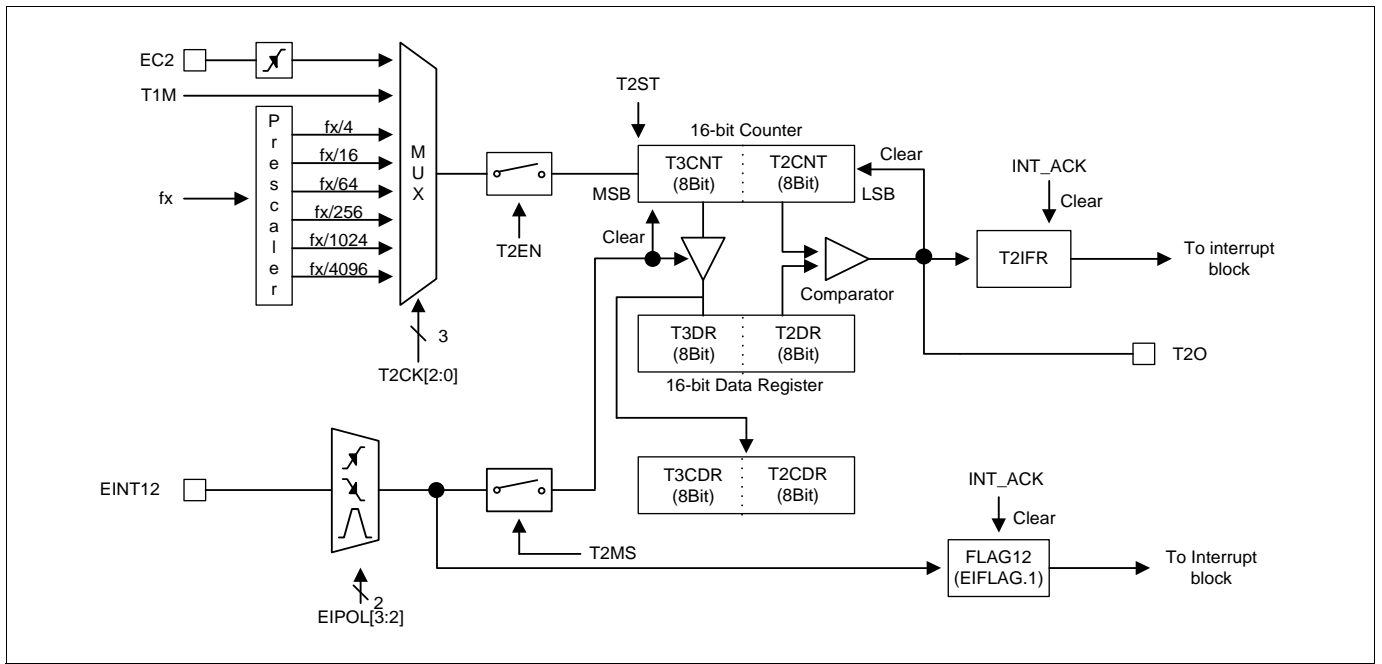 EC2
T1M
fx
Prescaler
fx/4
fx/16
fx/64
fx/256
fx/1024
fx/4096
MUX
3
T2CK[2:0]
T2EN
T2ST
16-bit Counter
T3CNT
(8Bit)
T2CNT
(8Bit)
MSB
LSB
Clear
Clear
Comparator
T3DR
(8Bit)
T2DR
(8Bit)
16-bit Data Register
INT_ACK
Clear
T2IFR
To interrupt
block
T2O
EINT12
2
EIPOL[3:2]
T2MS
T3CDR
(8Bit)
T2CDR
(8Bit)
INT_ACK
Clear
FLAG12
(EIFLAG.1)
To Interrupt
block